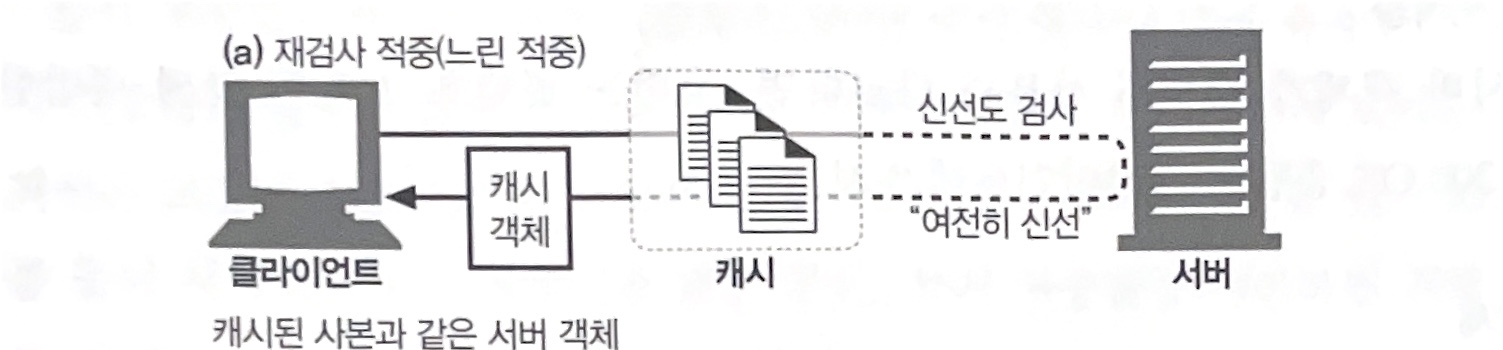 (a) 재검사 적중(느린 적중)
신선도 검사
캐시
객체
"여전히 신선"
클라이언트
캐시
서버
캐시된 사본과 같은 서버 객체